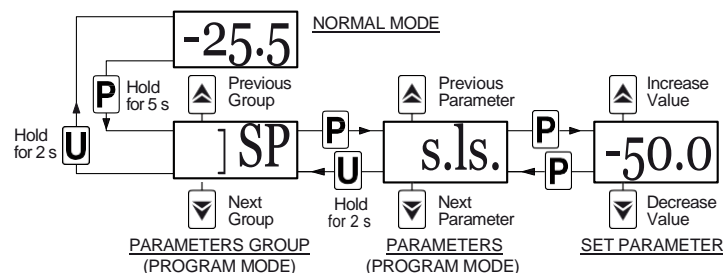 -25.5
NORMAL MODE
P
Hold
for 5 s
Previous
Group
Previous
Parameter
Increase
Value
Hold
for 2 s
U
]SP
P
U
Hold
for 2 s
s.ls.
P
P
-50.0
Next
Group
Next
Parameter
Decrease
Value
PARAMETERS GROUP
(PROGRAM MODE)
PARAMETERS
(PROGRAM MODE)
SET PARAMETER